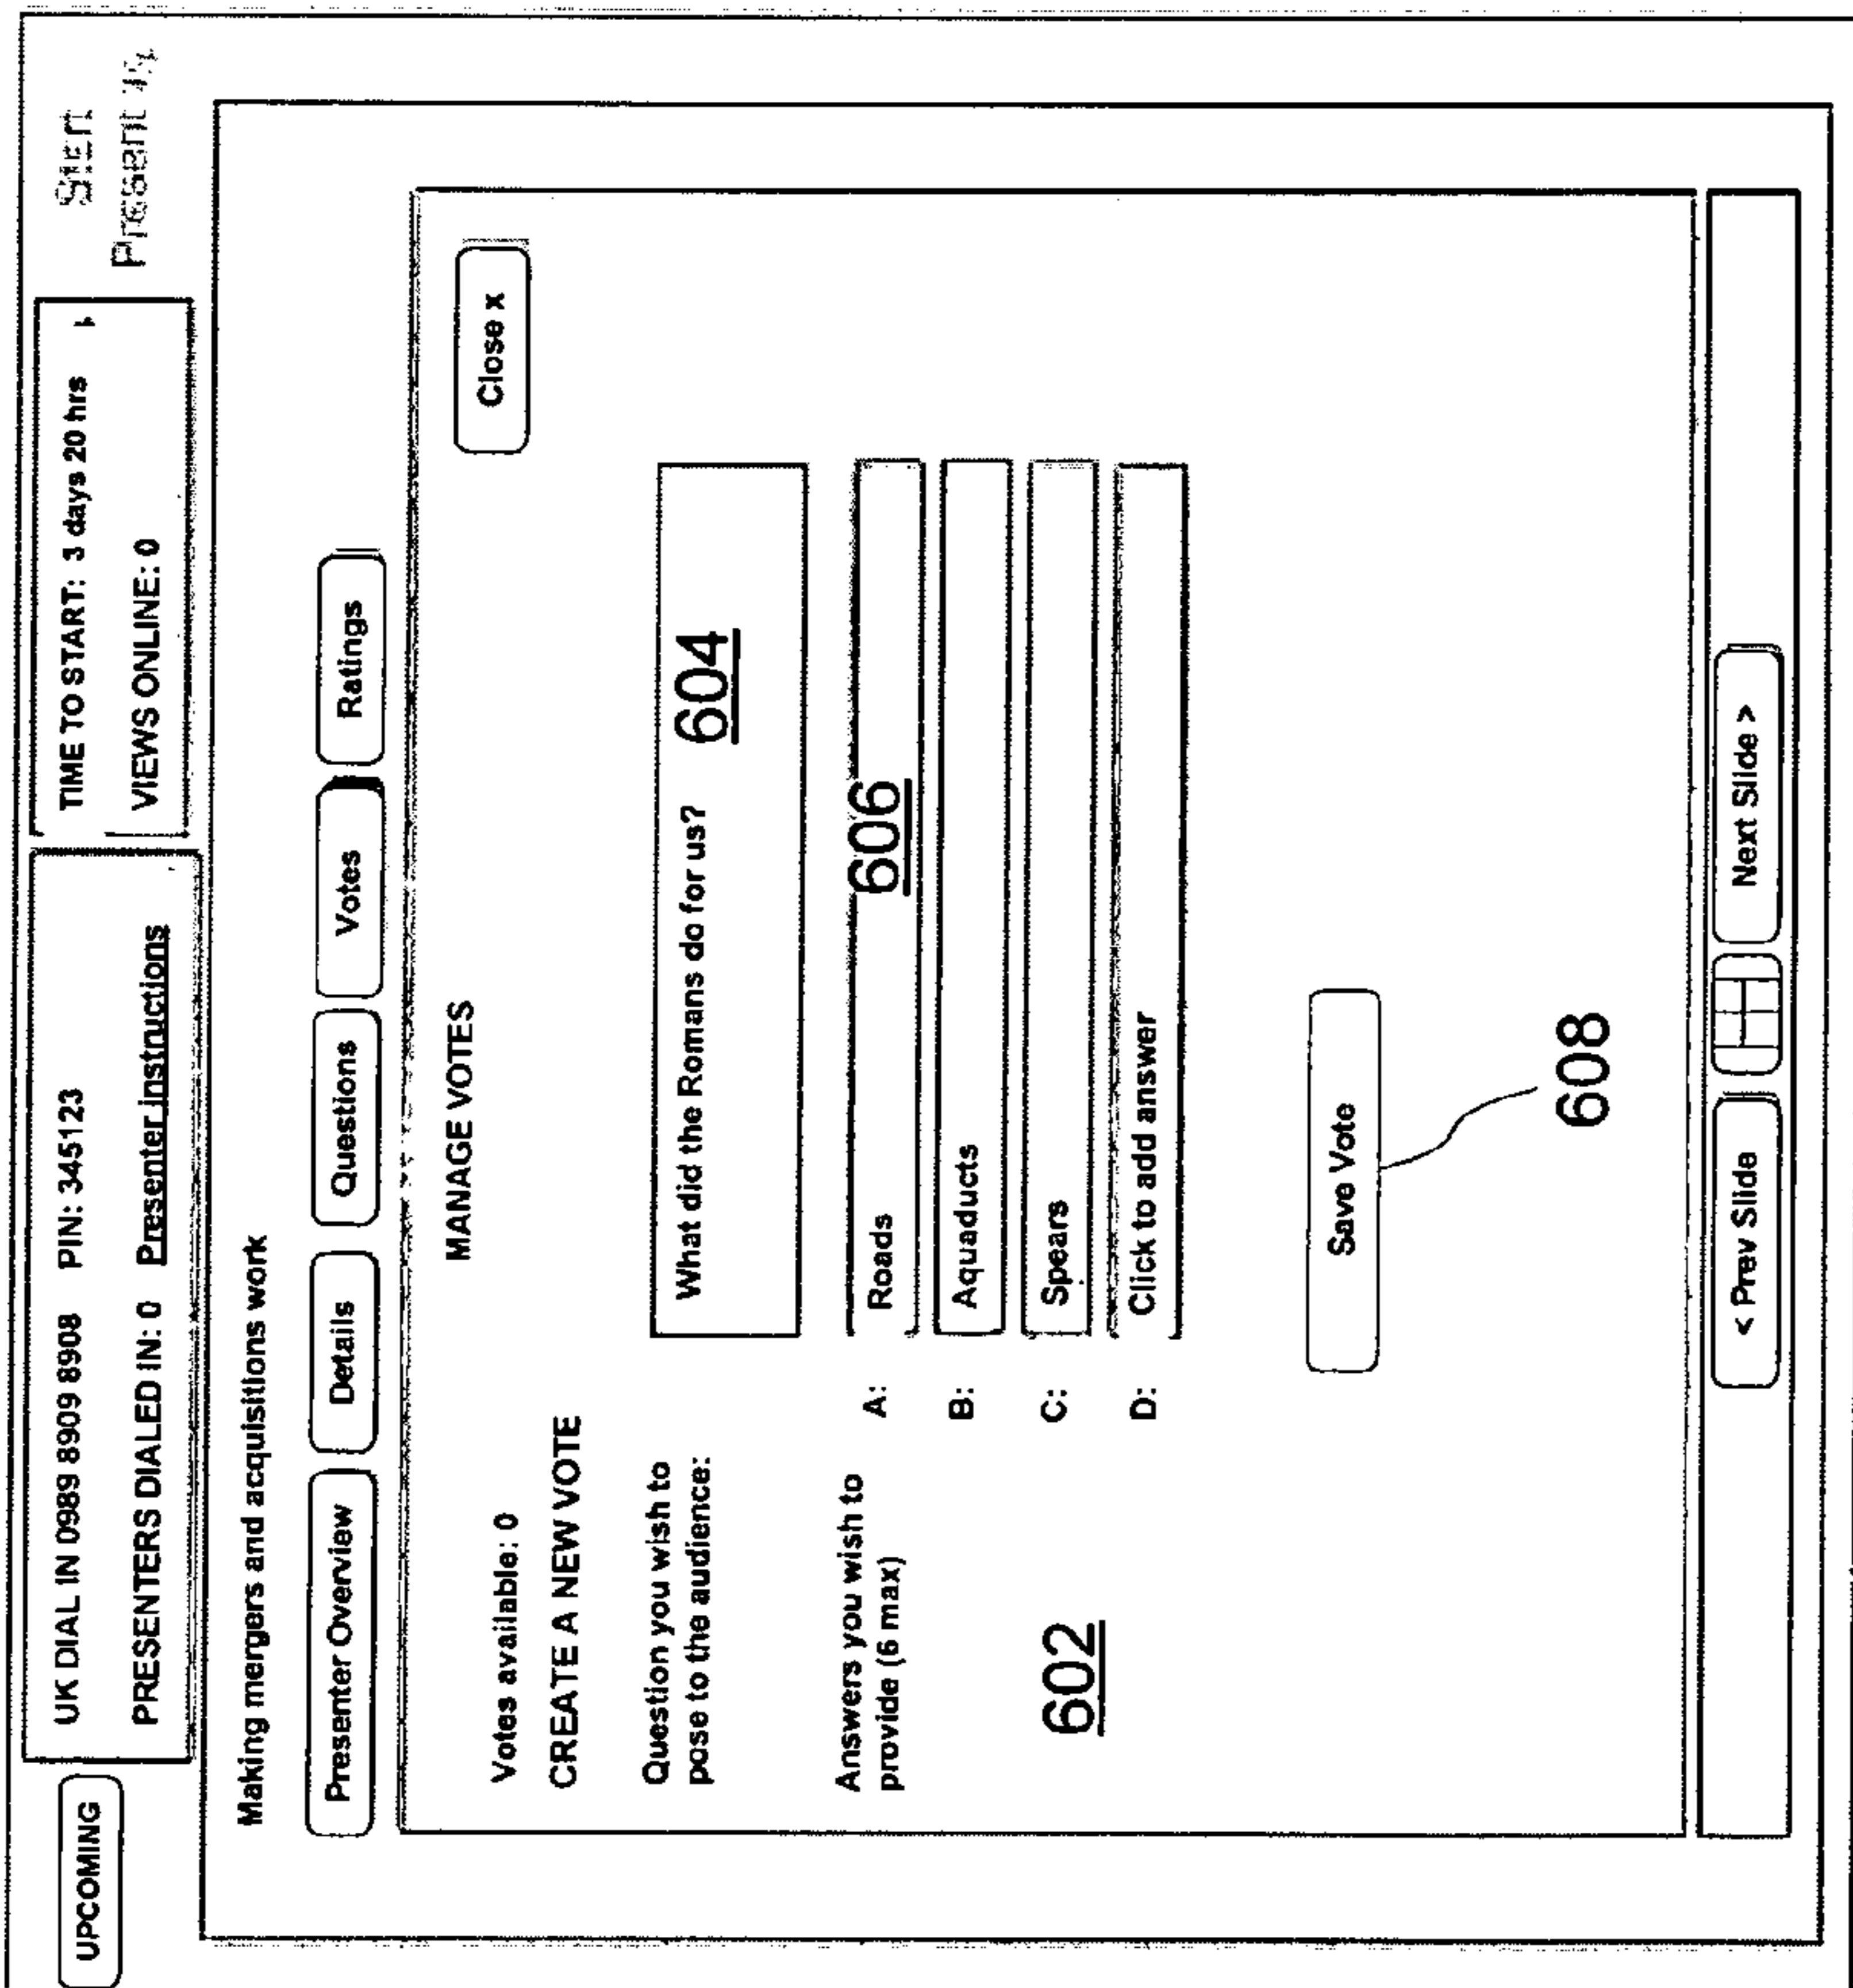 UPCOMING
UK DIAL IN 0989 8909 8908 PIN: 345123
PRESENTERS DIALED IN: 0 Presenter instructions
TIME TO START: 3 days 20 hrs
VIEWS ONLINE: 0
Making mergers and acquisitions work
Presenter Overview
Details
Questions
Votes
Ratings
MANAGE VOTES
Close x
Votes available: 0
CREATE A NEW VOTE
Question you wish to
pose to the audience:
What did the Romans do for us?
604
Answers you wish to
provide (6 max)
A: Roads
606
B: Aquaducts
C: Spears
D: Click to add answer
602
Save Vote
608
< Prev Slide
Next Slide >